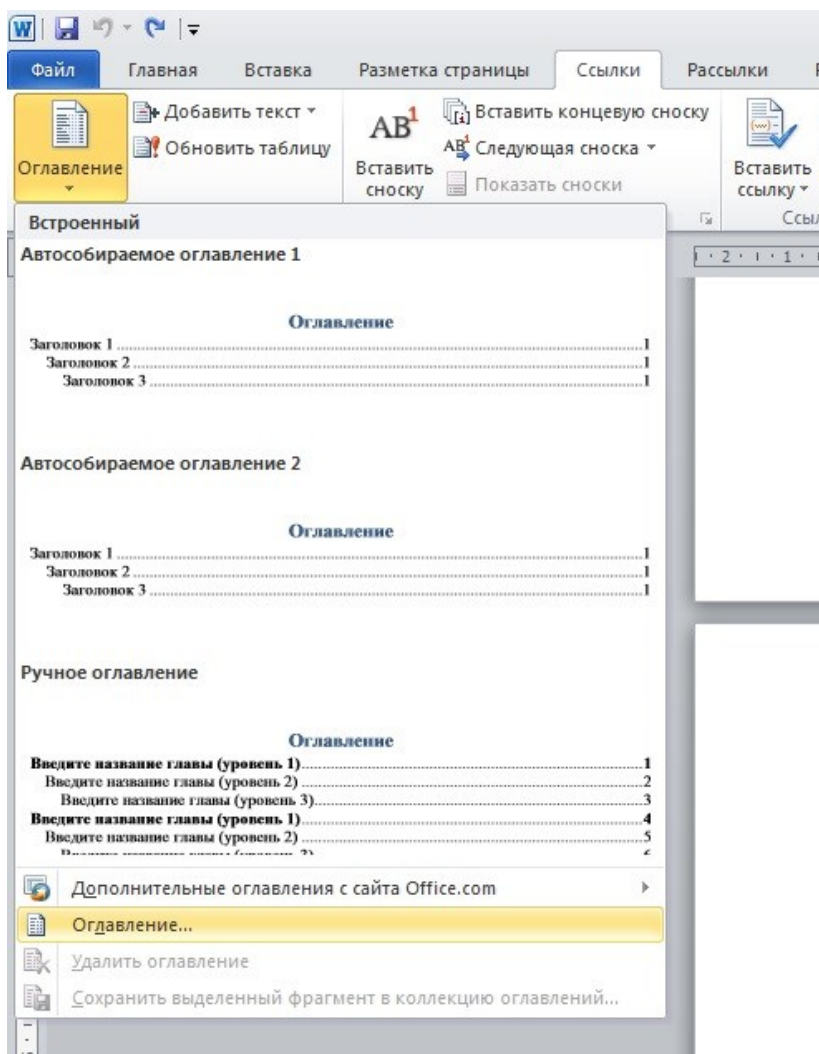 Файл Главная Вставка Разметка страницы Ссылки Рассылки
Оглавление
Добавить текст
Обновить таблицу
AB1
Вставить сноску
Вставить концевую сноску
AB1 Следующая сноска
Показать сноски
Вставить ссылку
Встроенный
Автособираемое оглавление 1
Оглавление
Заголовок 1 ... 1
Заголовок 2 ... 1
Заголовок 3 ... 1
Автособираемое оглавление 2
Оглавление
Заголовок 1 ... 1
Заголовок 2 ... 1
Заголовок 3 ... 1
Ручное оглавление
Оглавление
Введите название главы (уровень 1) ... 1
Введите название главы (уровень 2) ... 2
Введите название главы (уровень 3) ... 3
Введите название главы (уровень 1) ... 4
Введите название главы (уровень 2) ... 5
Дополнительные оглавления с сайта Office.com
Оглавление...
Удалить оглавление
Сохранить выделенный фрагмент в коллекцию оглавлений...
2 1